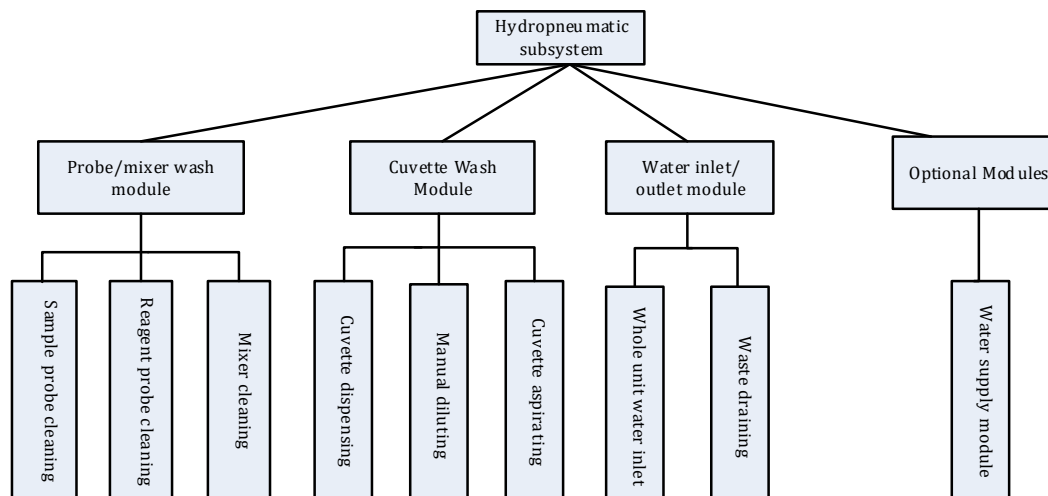 Hydropneumatic
subsystem
Probe/mixer wash
module
Cuvette Wash
Module
Water inlet/
outlet module
Optional Modules
Sample probe cleaning
Reagent probe cleaning
Mixer cleaning
Cuvette dispensing
Manual diluting
Cuvette aspirating
Whole unit water inlet
Waste draining
Water supply module